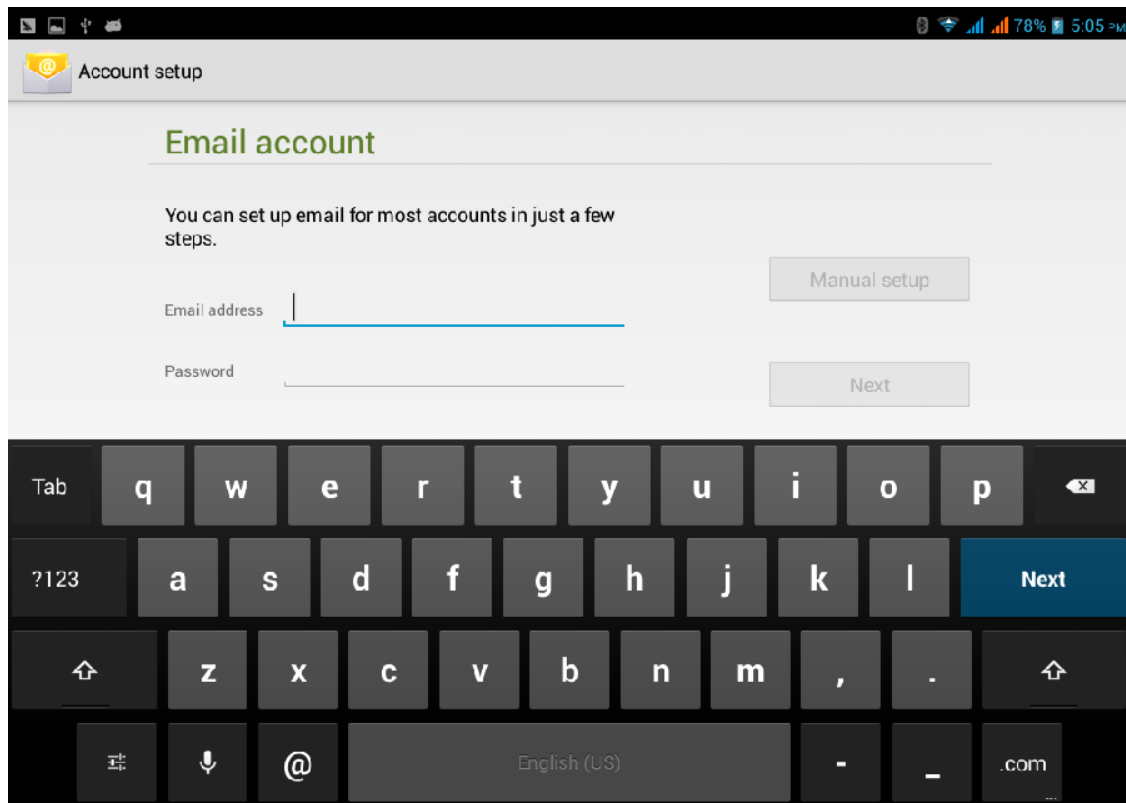 78% 5:05 PM
Account setup
Email account
You can set up email for most accounts in just a few
steps.
Manual setup
Email address
Password
Next
Tab q w e r t y u i o p
?123 a s d f g h j k l Next
z x c v b n m , .
@ English (US) - _ .com